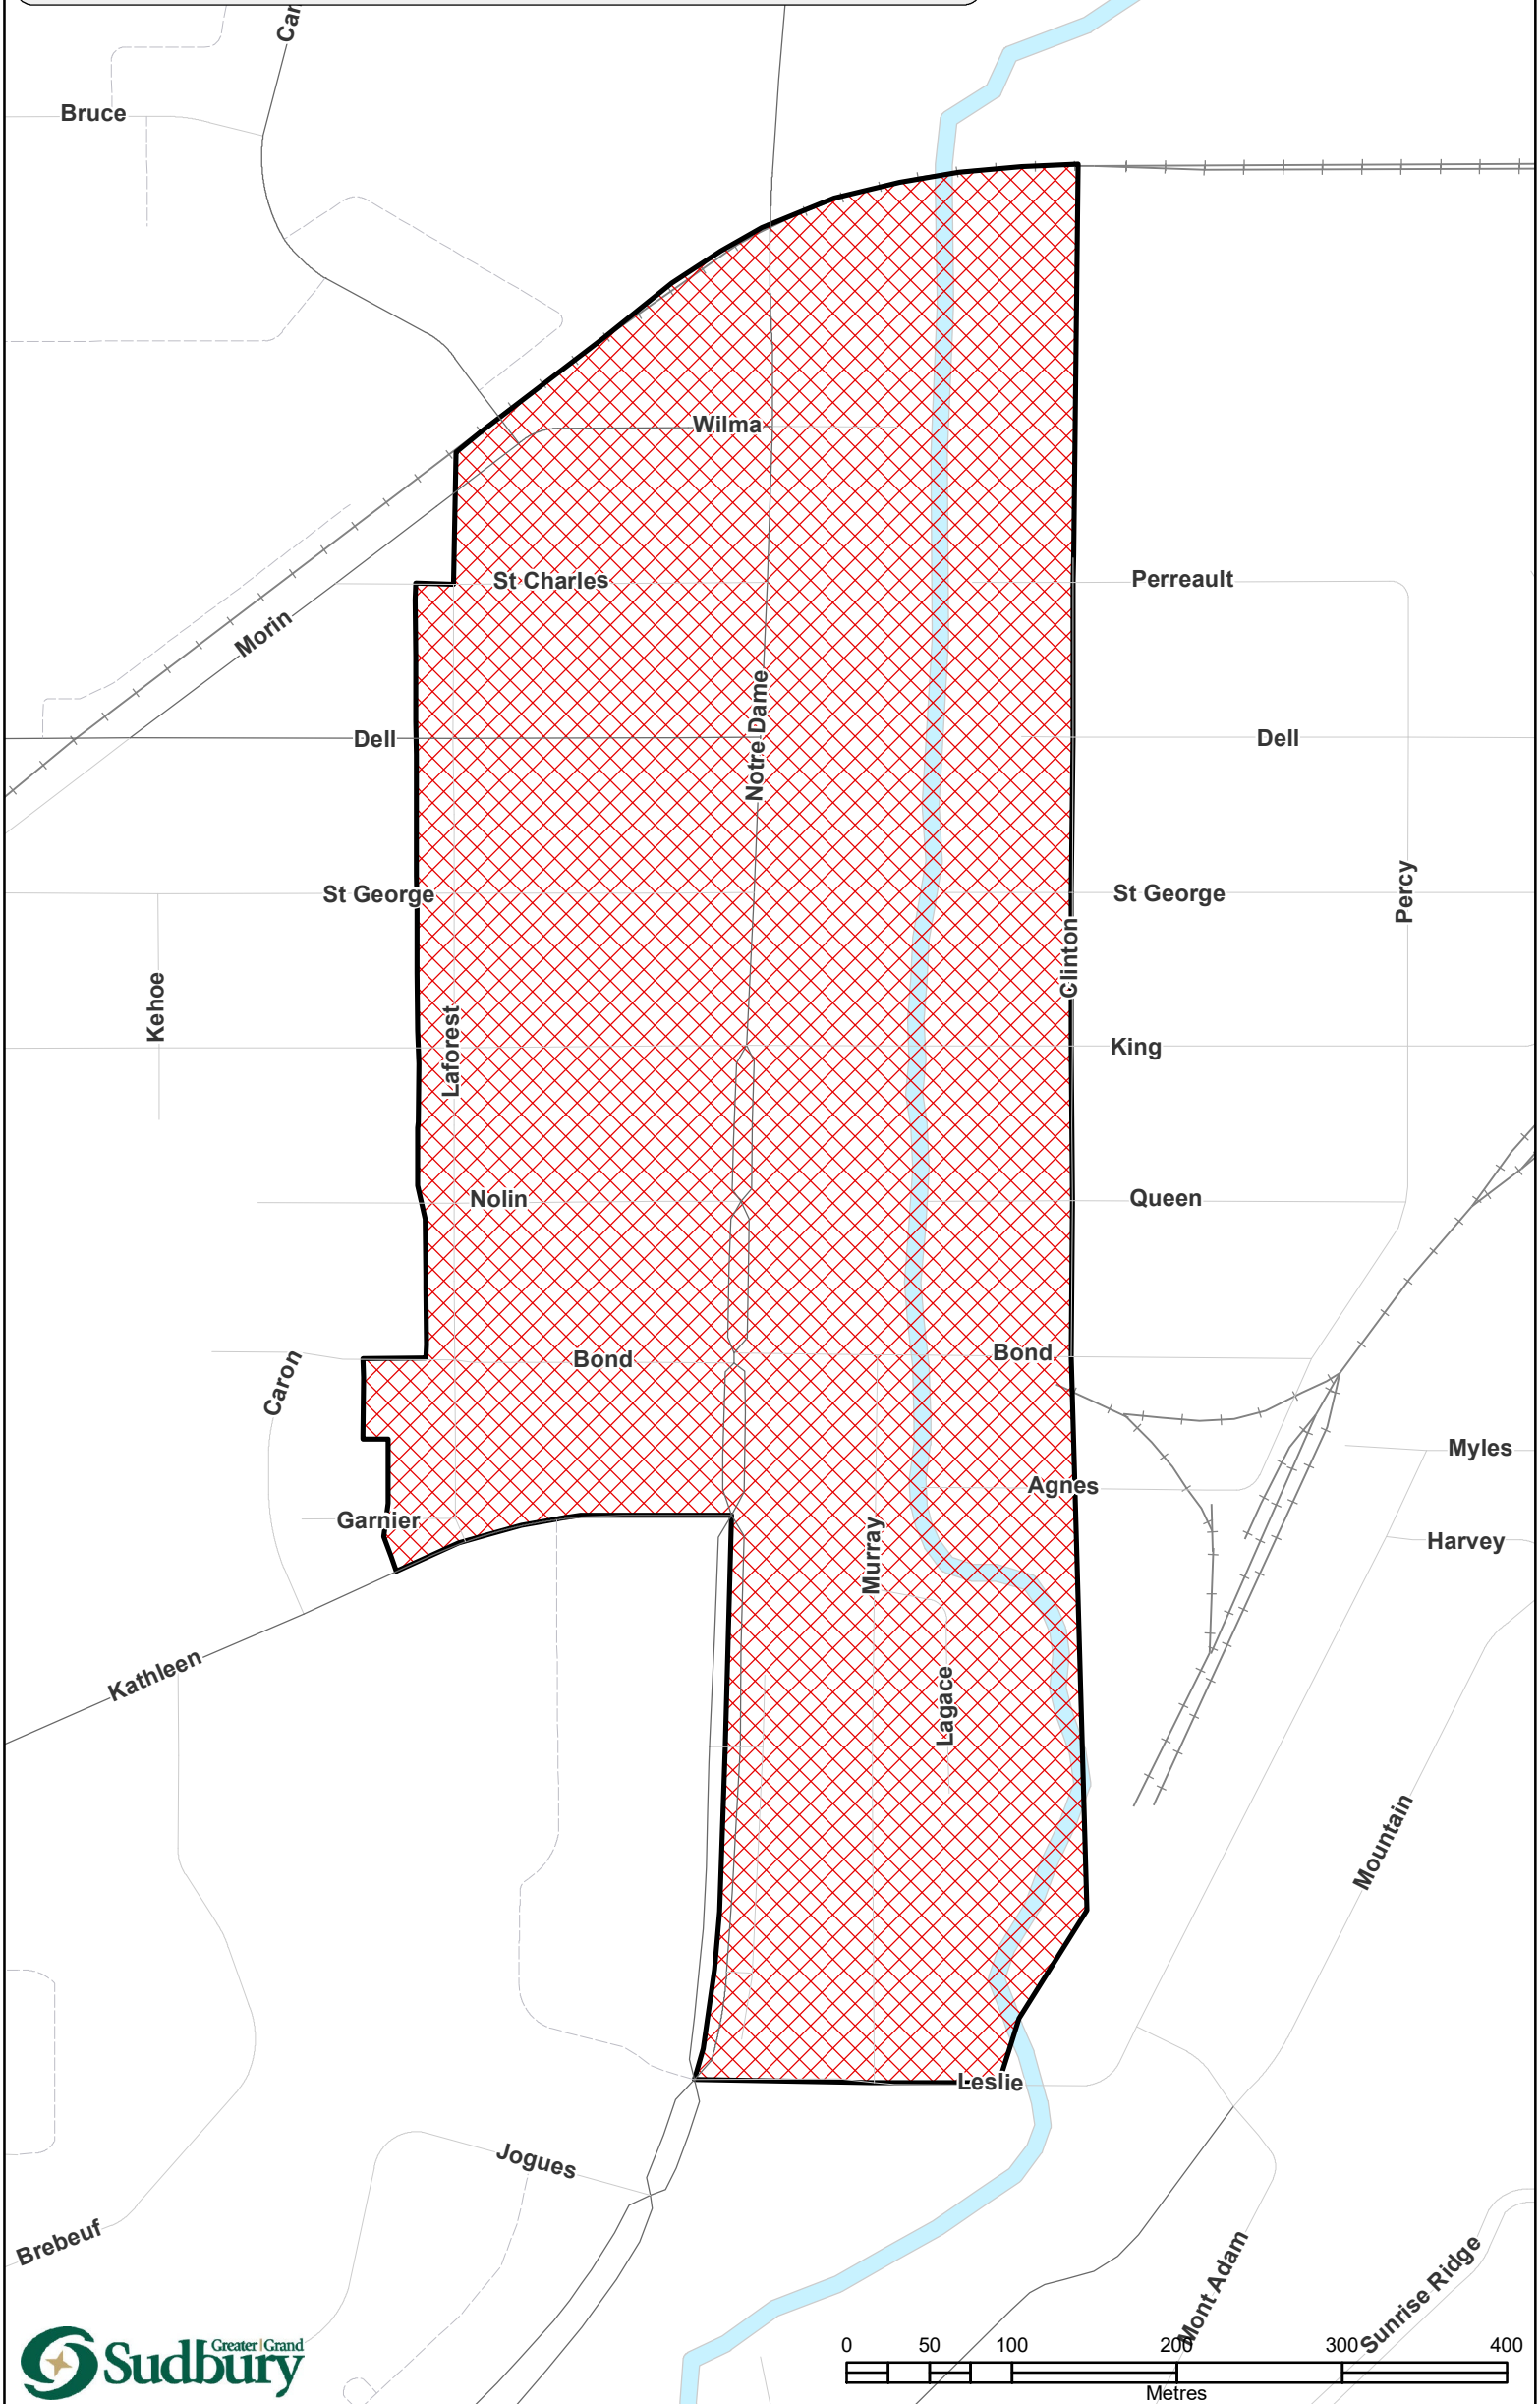 Car
Bruce
Wilma
St Charles
Perreault
Morin
Notre Dame
Dell
Dell
St George
St George
Percy
Clinton
Kehoe
Laforest
King
Nolin
Queen
Bond
Bond
Caron
Myles
Agnes
Garnier
Murray
Harvey
Kathleen
Lagace
Mountain
Leslie
Jogues
Brebeuf
Mont Adam
Sunrise Ridge
Greater | Grand
Sudbury
0 50 100 200 300 400
Metres